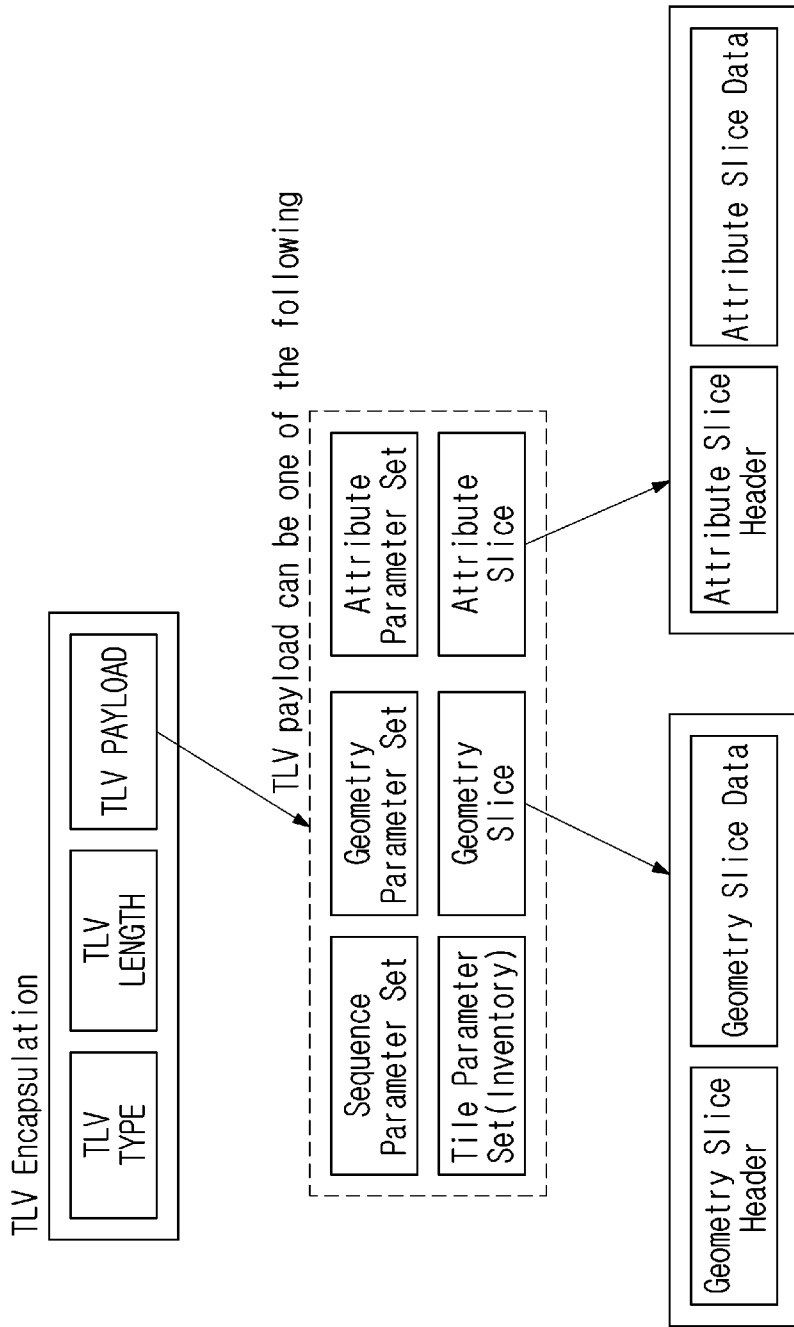 TLV Encapsulation
TLV
TYPE
TLV
LENGTH
TLV PAYLOAD
TLV payload can be one of the following
Sequence
Parameter Set
Geometry
Parameter Set
Attribute
Parameter Set
Tile Parameter
Set(Inventory)
Geometry
Slice
Attribute
Slice
Geometry Slice
Header
Geometry Slice Data
Attribute Slice
Header
Attribute Slice Data